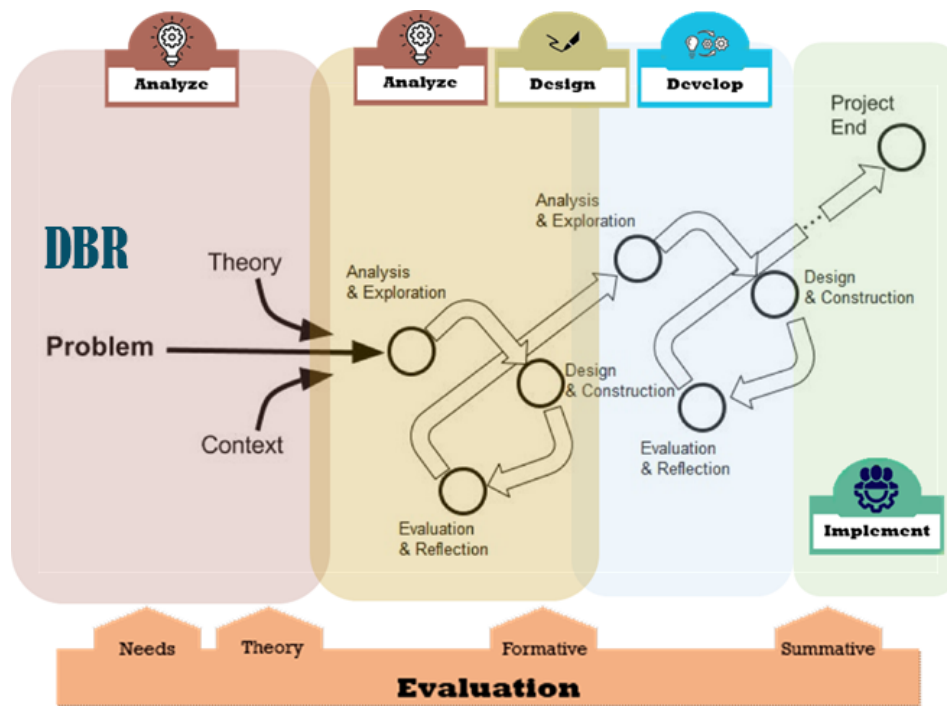 Analyze
Analyze
Design
Develop
Project
End
DBR
Theory
Problem
Context
Analysis
& Exploration
Design
& Construction
Evaluation
& Reflection
Analysis
& Exploration
Design
& Construction
Evaluation
& Reflection
Implement
Needs
Theory
Formative
Summative
Evaluation